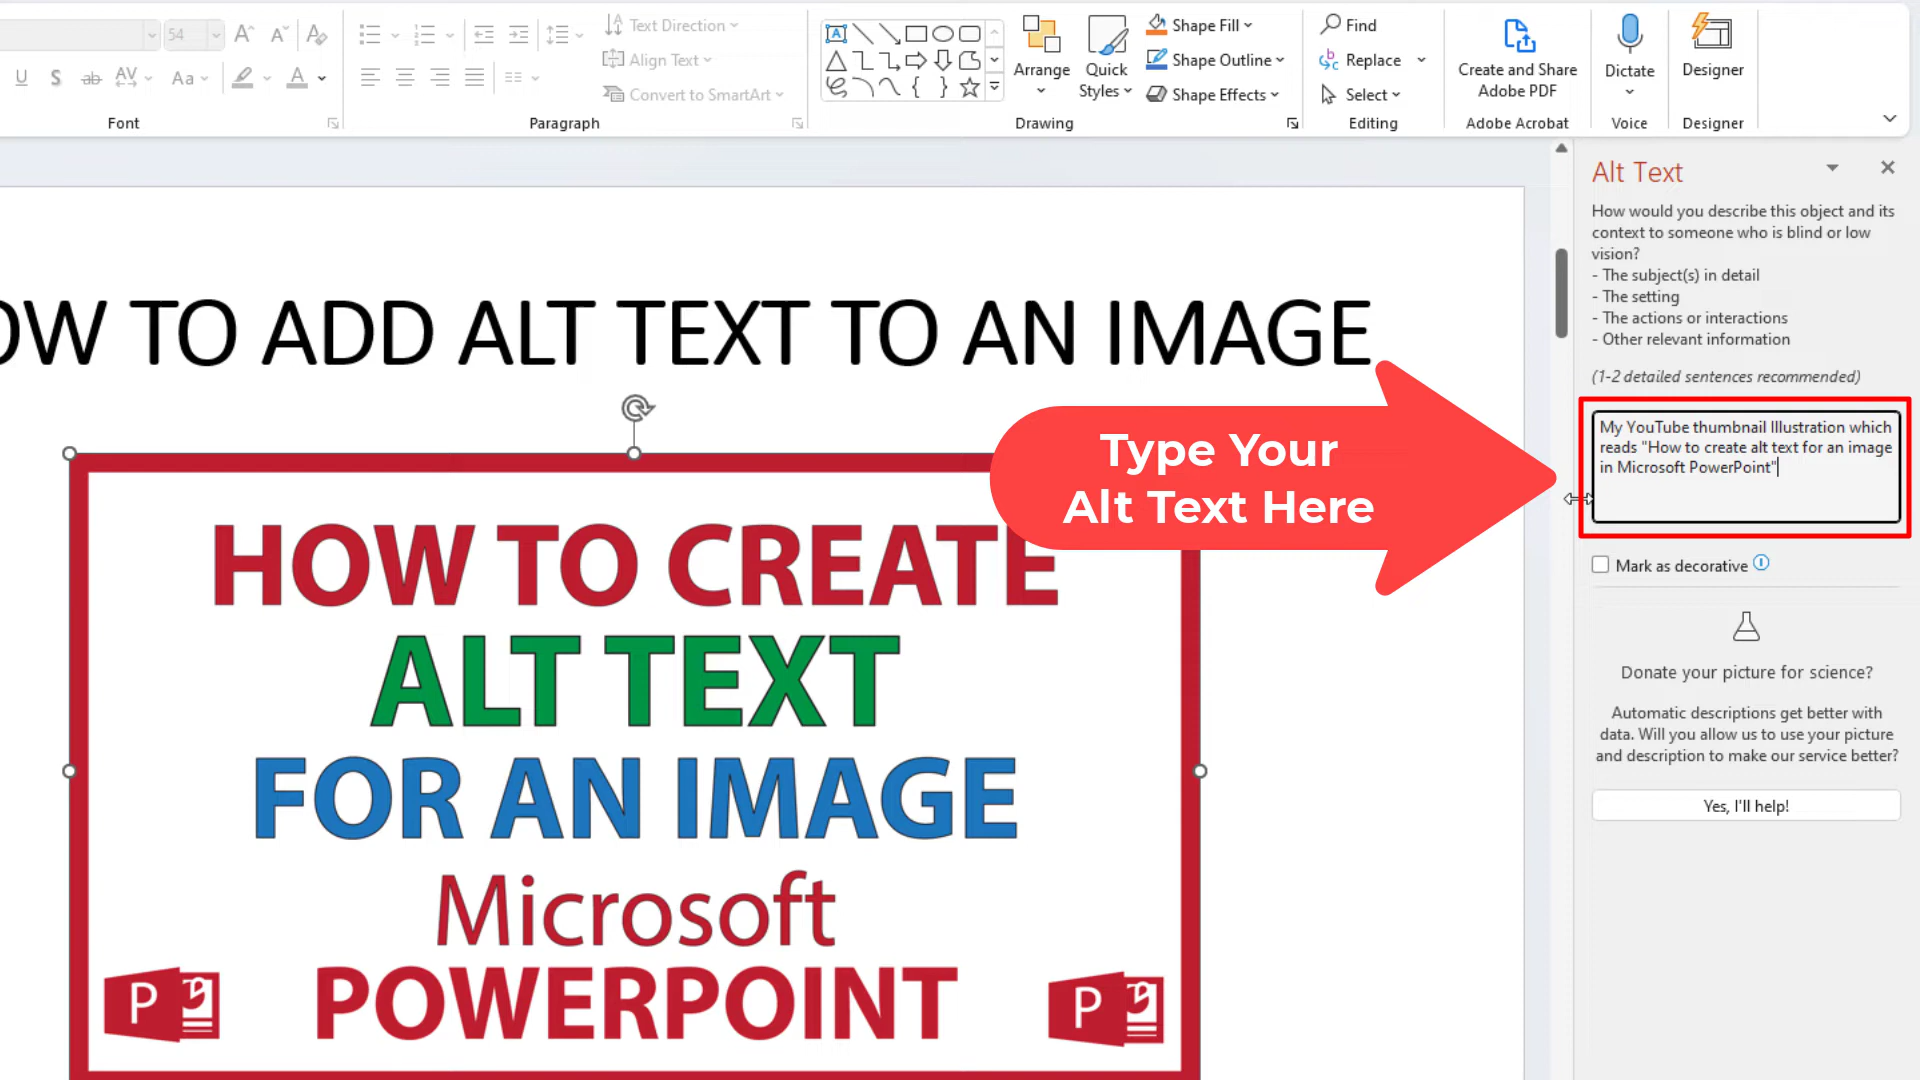 54
Text Direction
Align Text
Convert to SmartArt
Aa
Font
Paragraph
Arrange
Quick
Styles
Shape Fill
Shape Outline
Shape Effects
Drawing
Find
Replace
Select
Editing
Create and Share
Adobe PDF
Adobe Acrobat
Dictate
Voice
Designer
Designer
OW TO ADD ALT TEXT TO AN IMAGE
HOW TO CREATE
ALT TEXT
FOR AN IMAGE
Microsoft
POWERPOINT
P
P
Type Your
Alt Text Here
Alt Text
How would you describe this object and its
context to someone who is blind or low
vision?
- The subject(s) in detail
- The setting
- The actions or interactions
- Other relevant information
(1-2 detailed sentences recommended)
My YouTube thumbnail Illustration which
reads "How to create alt text for an image
in Microsoft PowerPoint"
Mark as decorative
Donate your picture for science?
Automatic descriptions get better with
data. Will you allow us to use your picture
and description to make our service better?
Yes, I'll help!